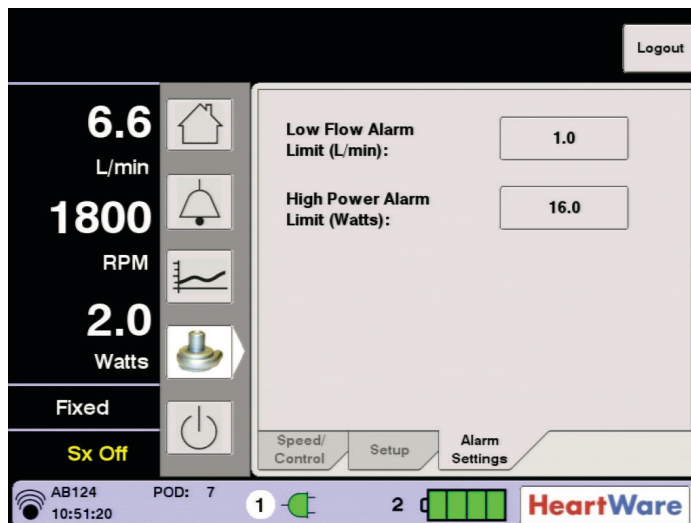 Logout
6.6
L/min
1800
RPM
2.0
Watts
Fixed
Sx Off
Low Flow Alarm
Limit (L/min):
1.0
High Power Alarm
Limit (Watts):
16.0
Speed/
Control
Setup
Alarm
Settings
AB124 POD: 7
10:51:20
1
2
HeartWare